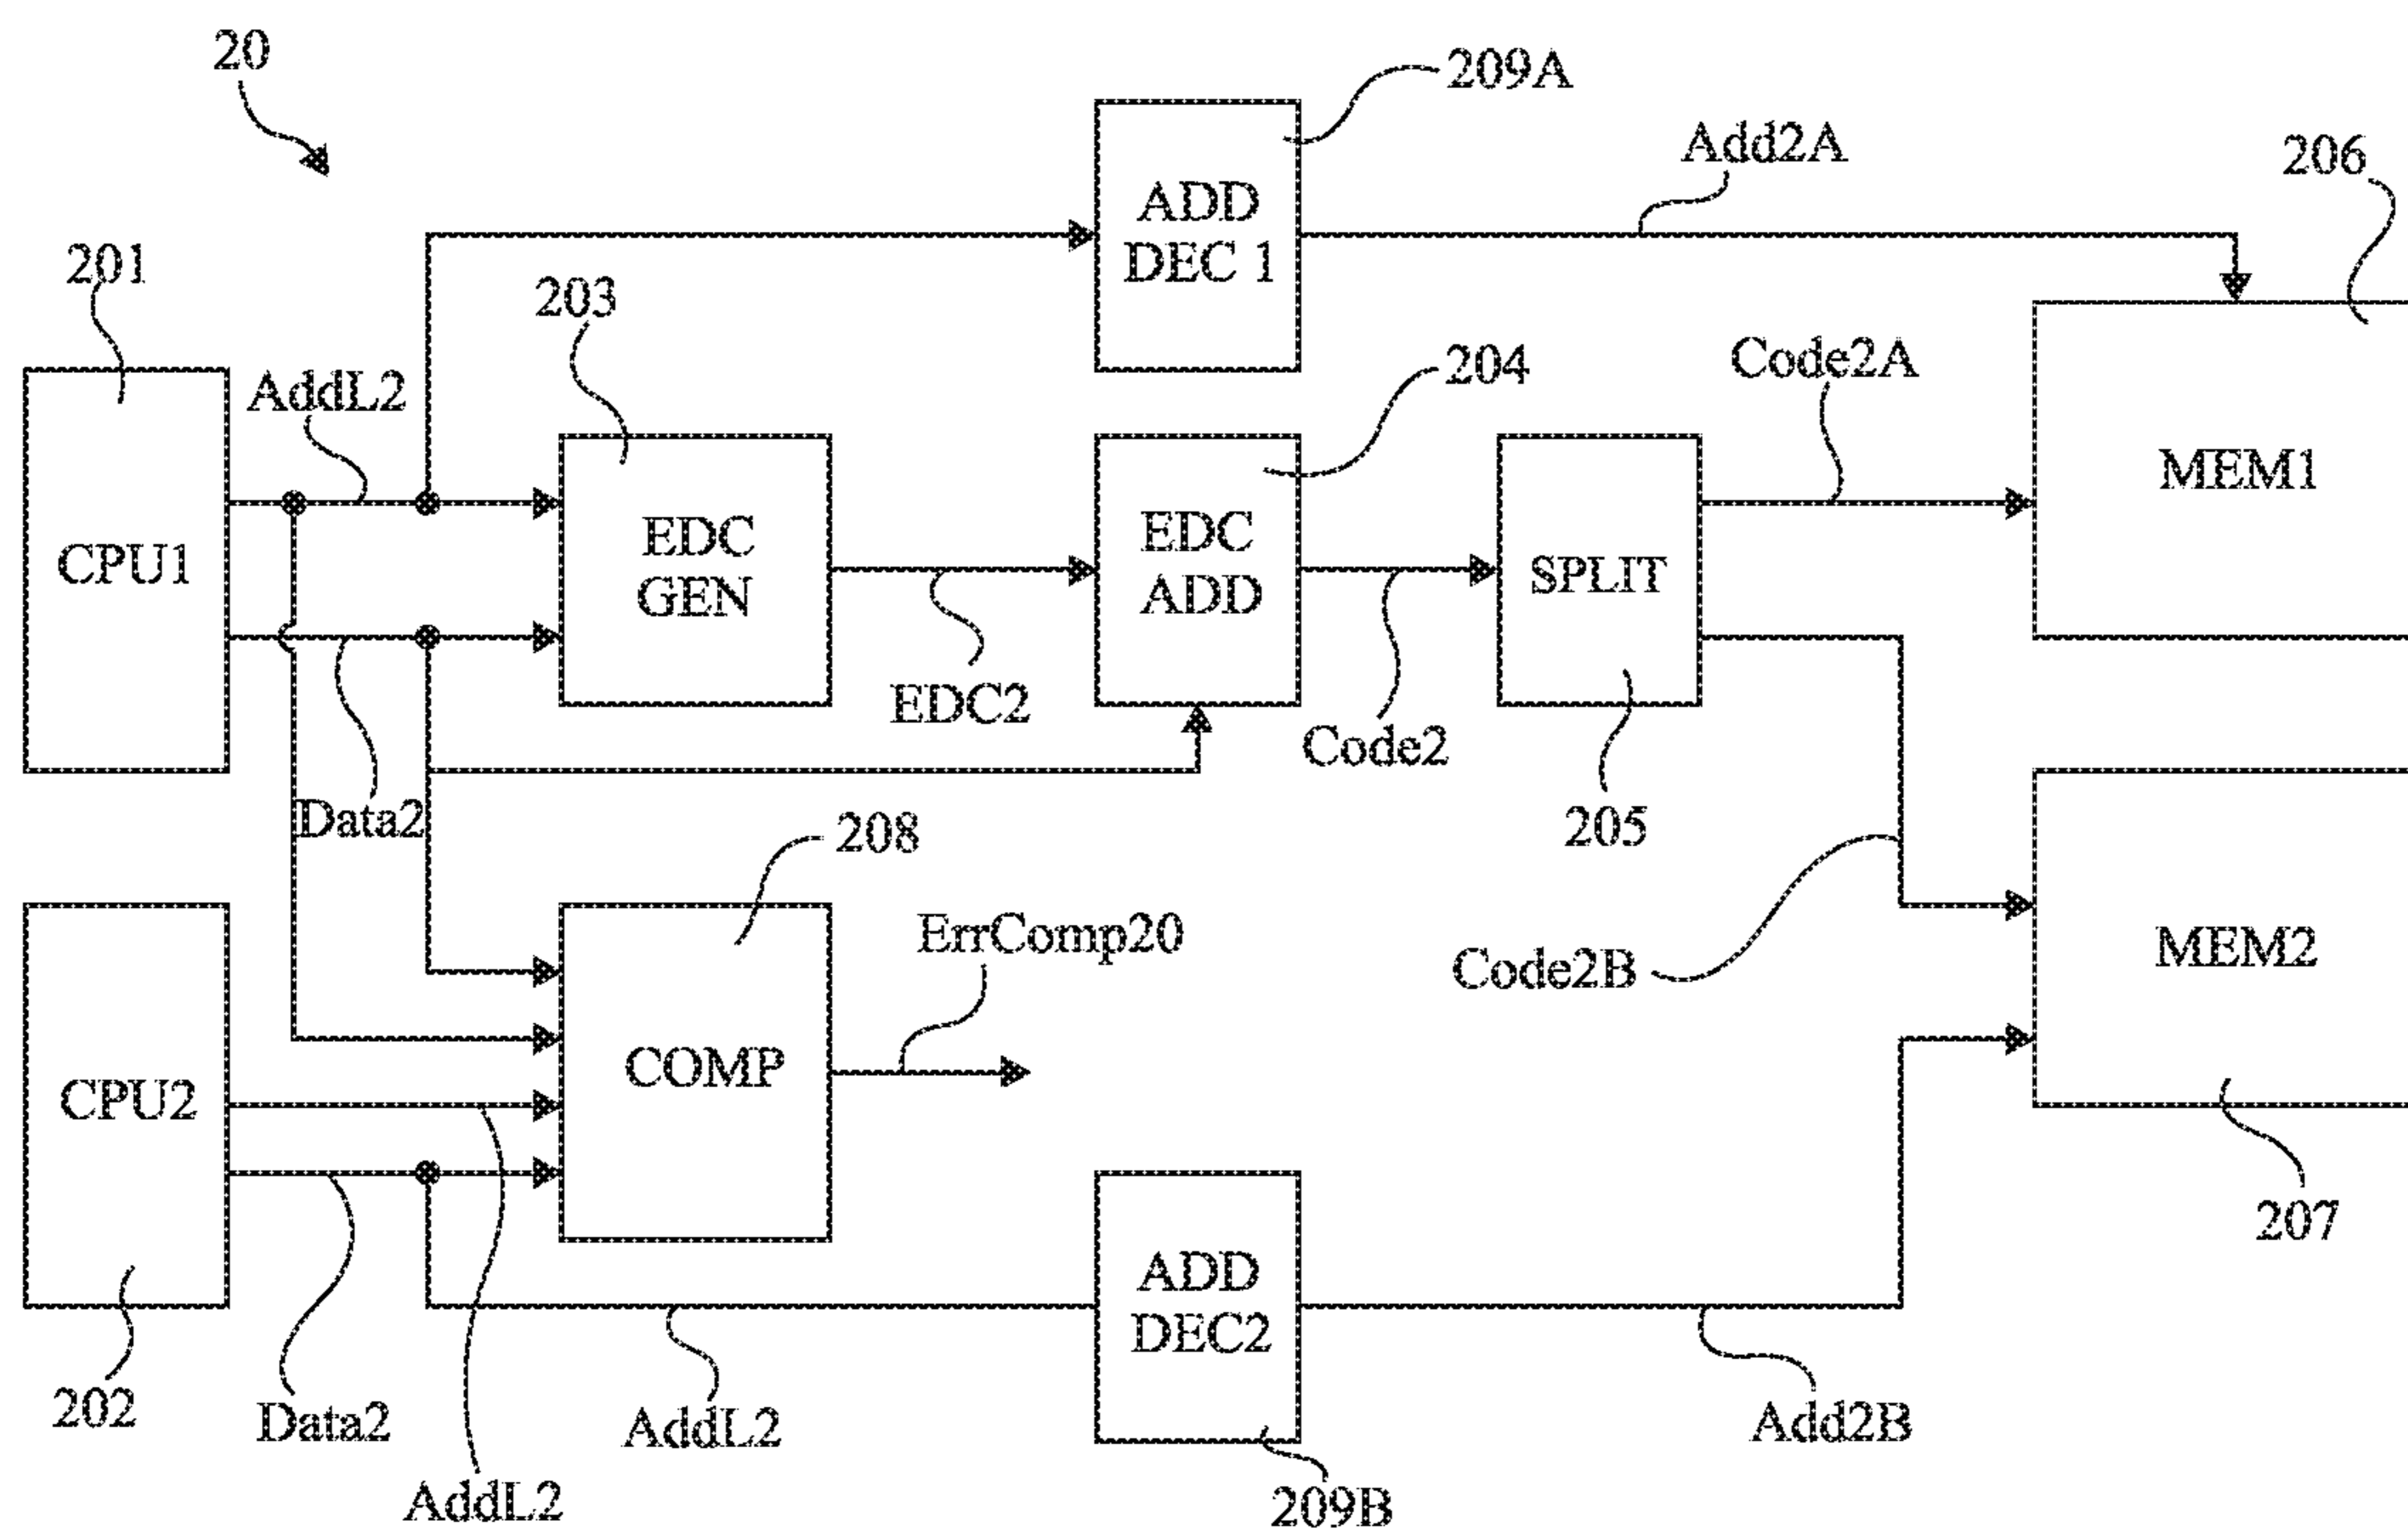 20
209A
Add2A
206
ADD
DEC 1
201
203
AddL2
204
Code2A
CPU1
EDC
GEN
EDC
ADD
SPLIT
MEM1
EDC2
Code2
Data2
208
205
ErrComp20
Code2B
MEM2
CPU2
COMP
207
ADD
DEC2
202
Data2
AddL2
Add2B
AddL2
209B